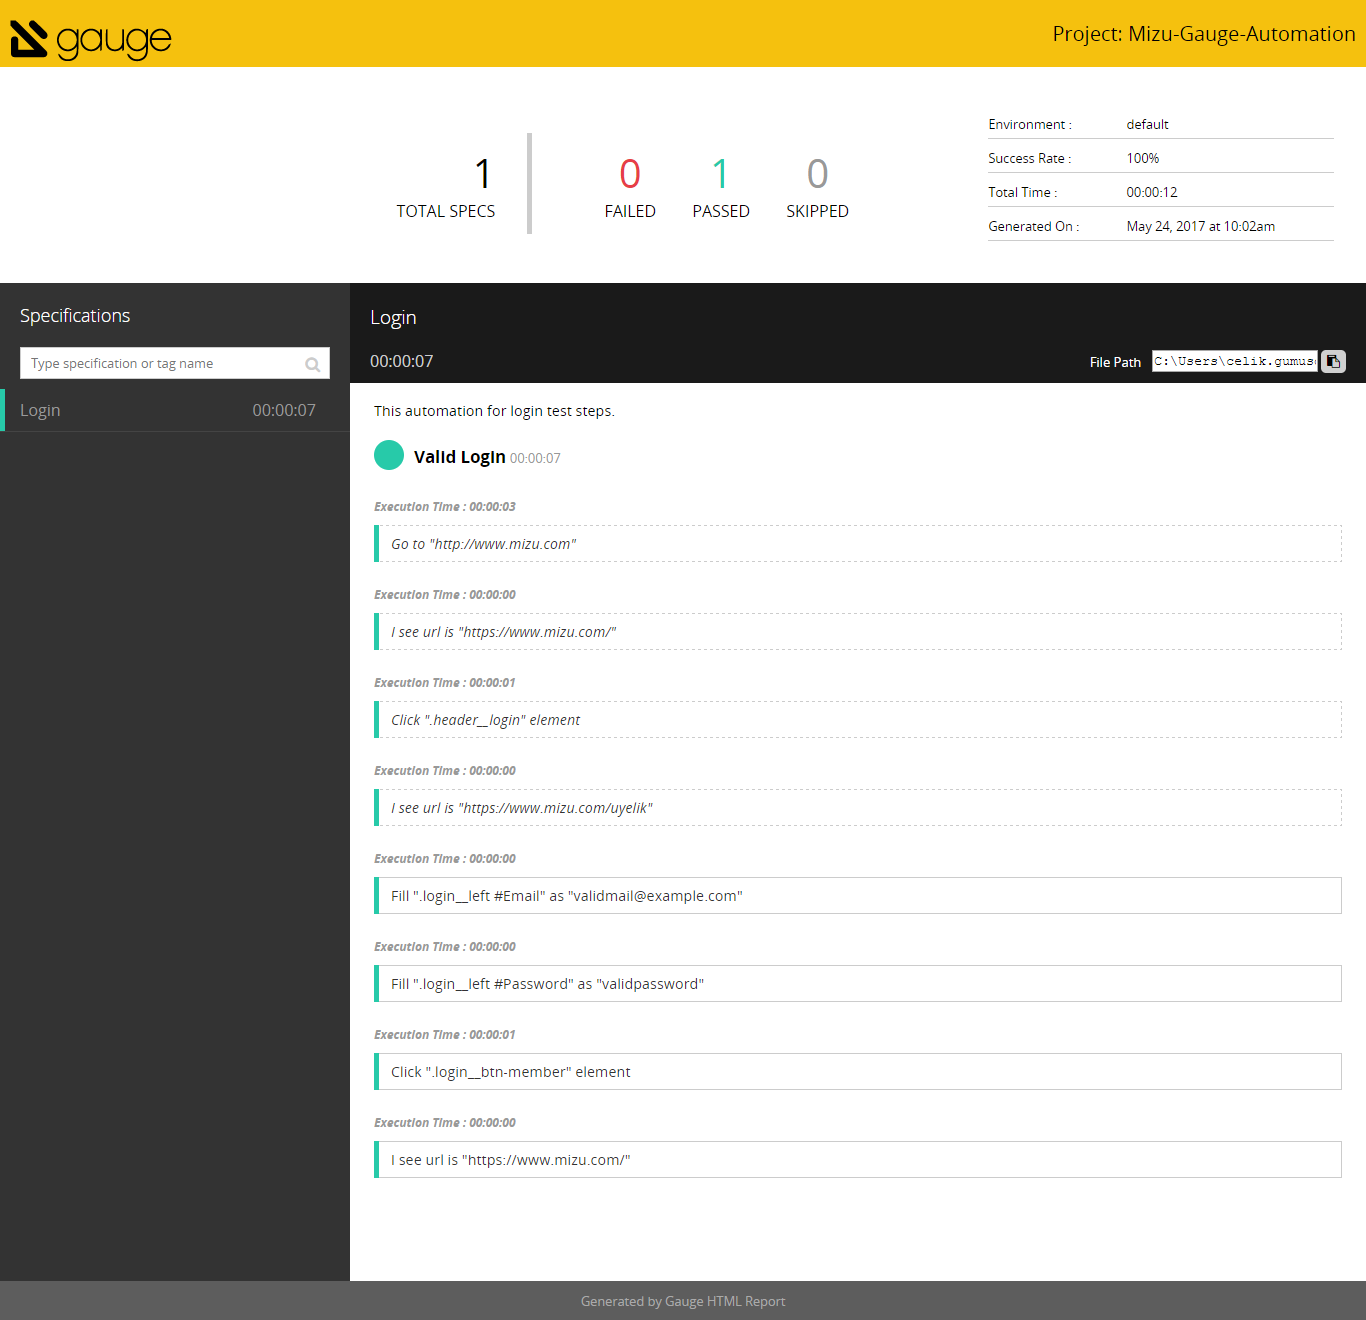 gauge
Project: Mizu-Gauge-Automation
1
TOTAL SPECS
0
FAILED
1
PASSED
0
SKIPPED
Environment : default
Success Rate : 100%
Total Time : 00:00:12
Generated On : May 24, 2017 at 10:02am
Specifications
Type specification or tag name
Login 00:00:07
Login
00:00:07
File Path C:\Users\celik.gumus
This automation for login test steps.
Valid Login 00:00:07
Execution Time : 00:00:03
Go to "http://www.mizu.com"
Execution Time : 00:00:00
I see url is "https://www.mizu.com/"
Execution Time : 00:00:01
Click ".header__login" element
Execution Time : 00:00:00
I see url is "https://www.mizu.com/uyelik"
Execution Time : 00:00:00
Fill ".login__left #Email" as "validmail@example.com"
Execution Time : 00:00:00
Fill ".login__left #Password" as "validpassword"
Execution Time : 00:00:01
Click ".login__btn-member" element
Execution Time : 00:00:00
I see url is "https://www.mizu.com/"
Generated by Gauge HTML Report